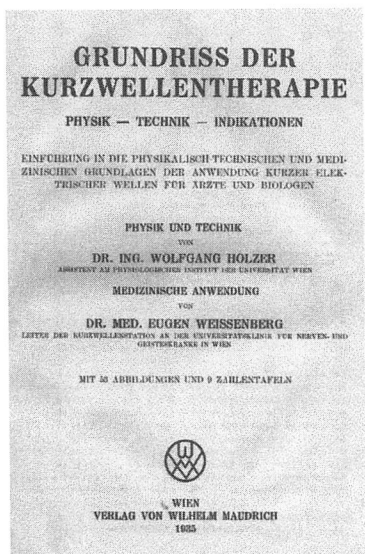 GRUNDRISS DER
KURZWELLENTHERAPIE
PHYSIK — TECHNIK — INDIKATIONEN
EINFÜHRUNG IN DIE PHYSIKALISCH-TECHNISCHEN UND MEDI-
ZINISCHEN GRUNDLAGEN DER ANWENDUNG KURZER ELEK-
TRISCHER WELLEN FÜR ÄRZTE UND BIOLOGEN
PHYSIK UND TECHNIK
VON
DR. ING. WOLFGANG HOLZER
ASSISTENT AM PHYSIOLOGISCHEN INSTITUT DER UNIVERSITÄT WIEN
MEDIZINISCHE ANWENDUNG
VON
DR. MED. EUGEN WEISSENBERG
LEITER DER KURZWELLENSTATION AN DER UNIVERSITÄTSKLINIK FÜR NERVEN- UND
GEISTESKRANKE IN WIEN
MIT ABBILDUNGEN UND 9 ZAHLENTAFELN
WIEN
VERLAG VON WILHELM MAUDRICH
1935